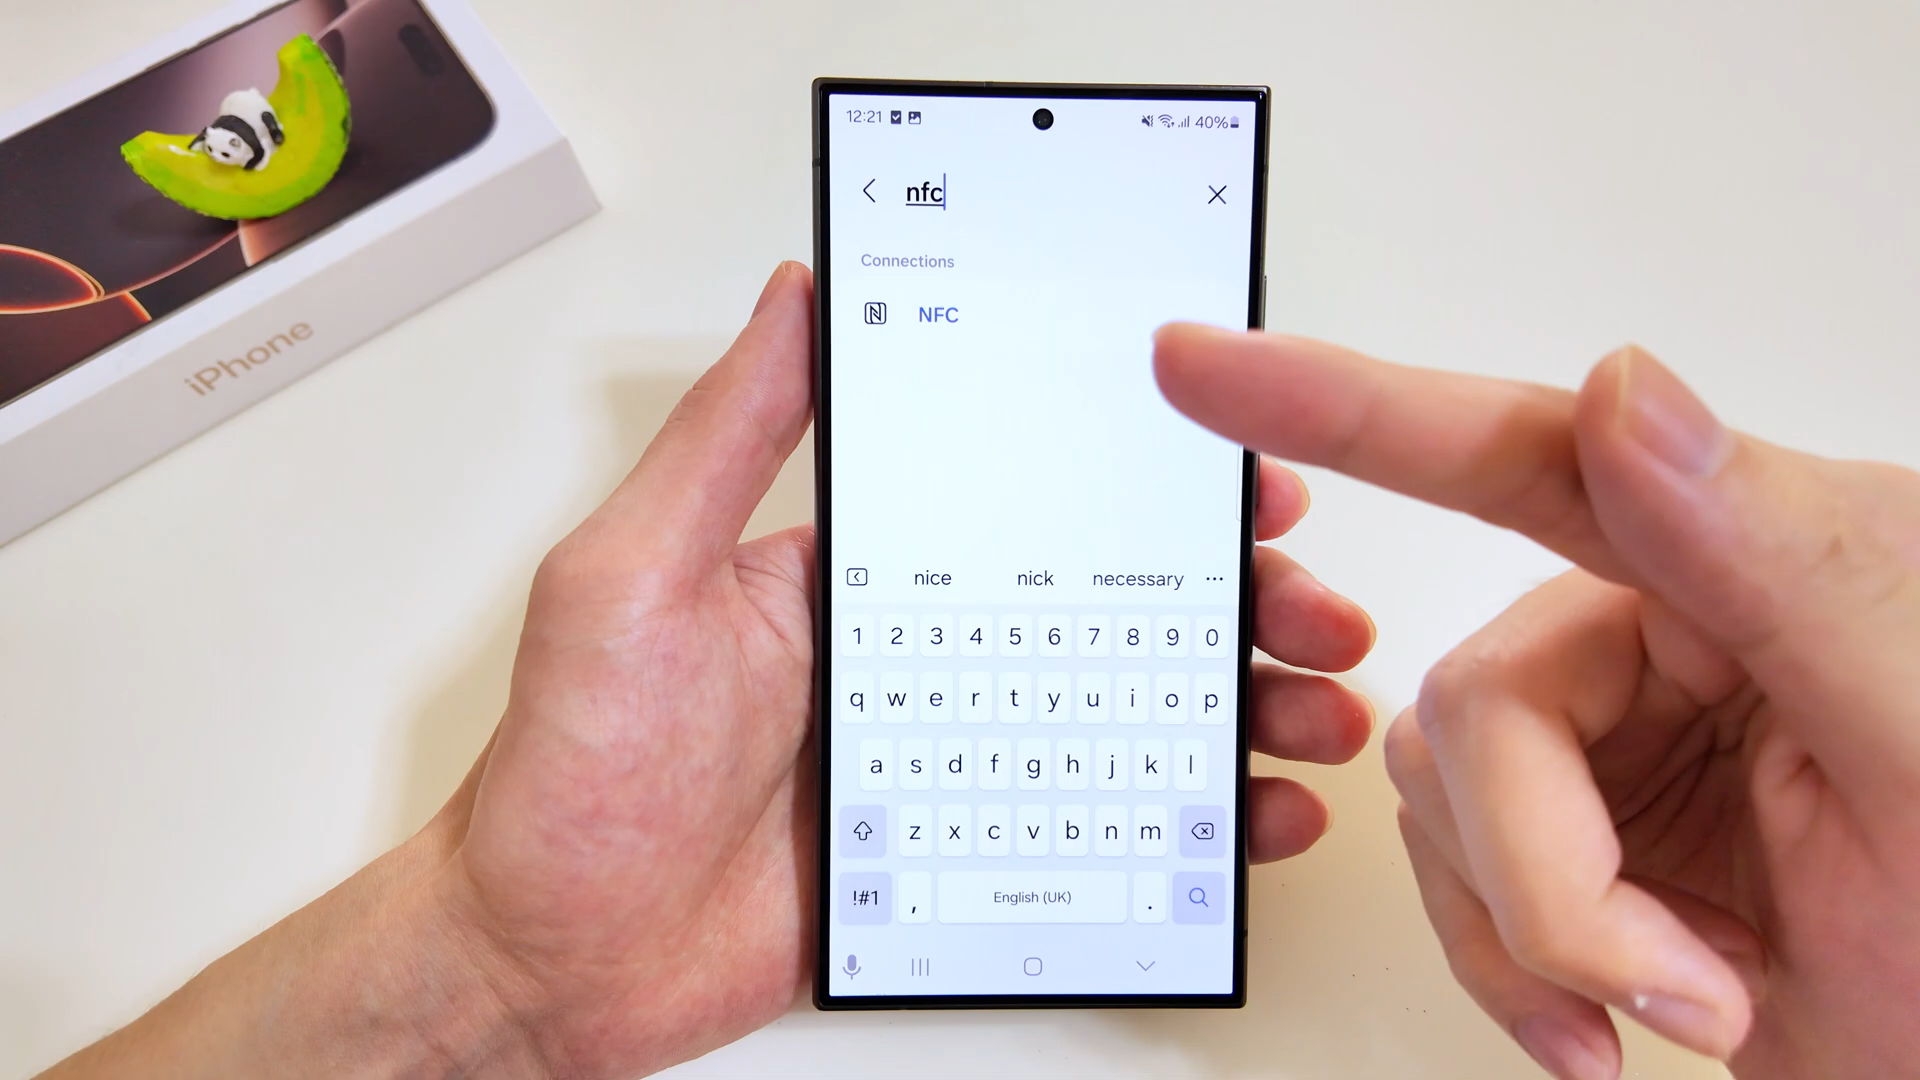 iPhone
12:21 40%
nfc
Connections
NFC
nice nick necessary ...
1 2 3 4 5 6 7 8 9 0
q w e r t y u i o p
a s d f g h j k l
z x c v b n m
!#1 , English (UK) .